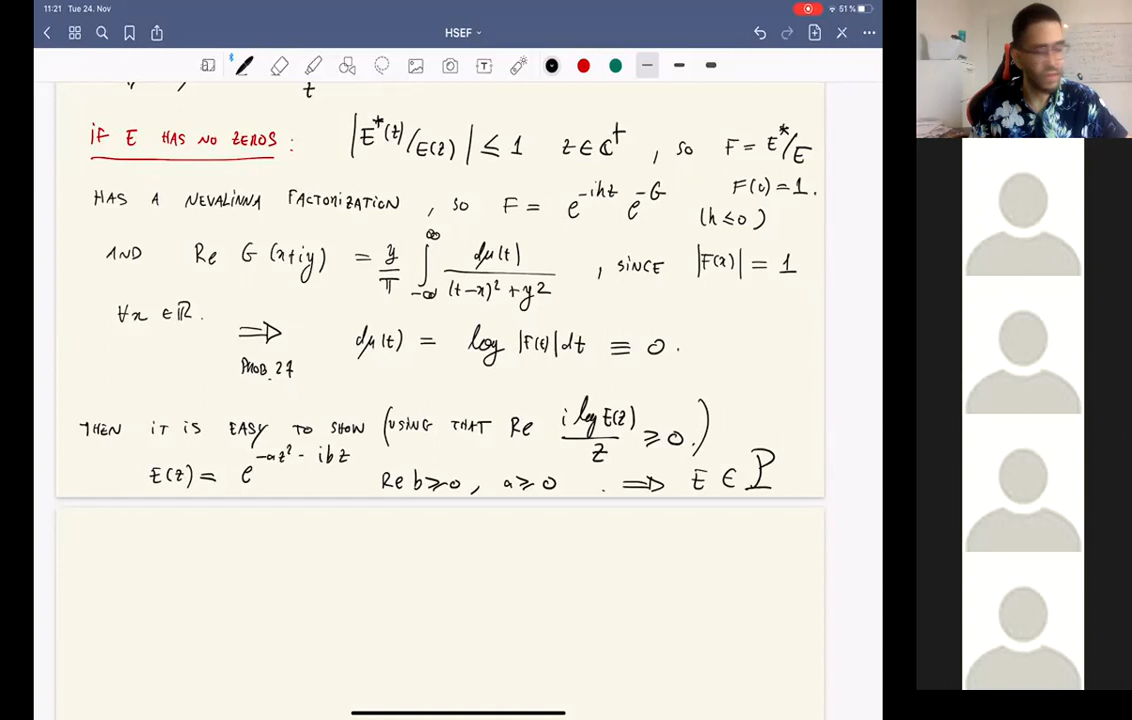 11:21 Tue 24. Nov
51 %
HSEF
t
IF E HAS NO ZEROS : |E*(z)/E(z)| ≤ 1 z ∈ ℂ⁺ , SO F = E*/E
HAS A NEVALINNA FACTORIZATION , SO F = e^{-ihz} e^{-G} F(0) = 1.
(h ≤ 0)
AND Re G(x+iy) = y/π ∫_{-∞}^{∞} dμ(t)/((t-x)²+y²) , SINCE |F(x)| = 1
∀x ∈ ℝ. ⟹ dμ(t) = log |F(t)| dt ≡ 0.
PROB. 27
THEN IT IS EASY TO SHOW (USING THAT Re i log E(z)/z ≥ 0.)
E(z) = e^{-az² - ibz} Re b ≥ 0, a ≥ 0 . ⟹ E ∈ P